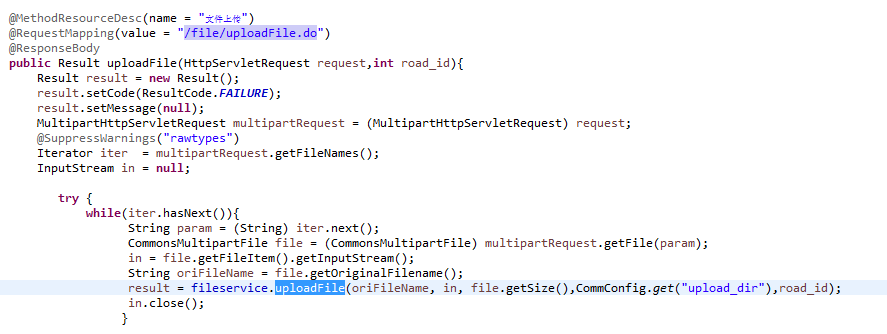 @MethodResourceDesc(name = "文件上传")
@RequestMapping(value = "/file/uploadFile.do")
@ResponseBody
public Result uploadFile(HttpServletRequest request,int road_id){
Result result = new Result();
result.setCode(ResultCode.FAILURE);
result.setMessage(null);
MultipartHttpServletRequest multipartRequest = (MultipartHttpServletRequest) request;
@SuppressWarnings("rawtypes")
Iterator iter  = multipartRequest.getFileNames();
InputStream in = null;
try {
while(iter.hasNext()){
String param = (String) iter.next();
CommonsMultipartFile file = (CommonsMultipartFile) multipartRequest.getFile(param);
in = file.getFileItem().getInputStream();
String oriFileName = file.getOriginalFilename();
result = fileservice.uploadFile(oriFileName, in, file.getSize(),CommConfig.get("upload_dir"),road_id);
in.close();
}